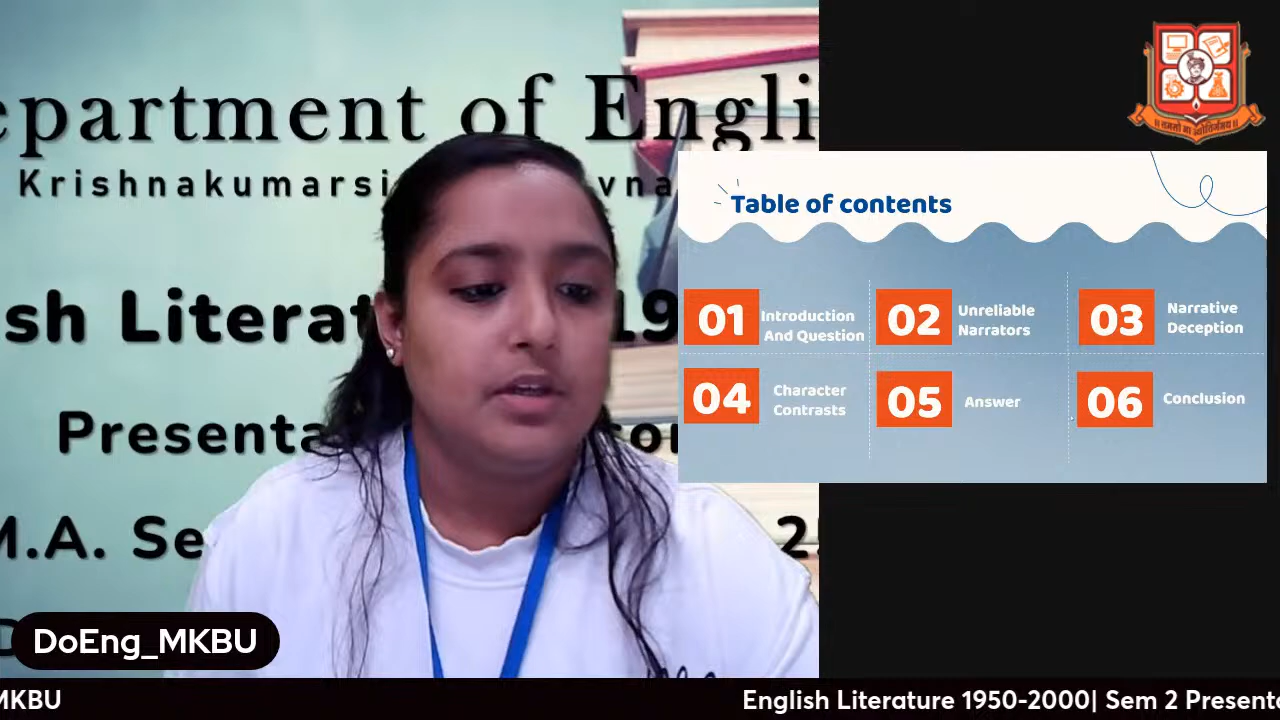 epartment of Engli
Krishnakumarsi
vna
sh Literat
19
Presenta
M.A. Se
DoEng_MKBU
Table of contents
01
Introduction
And Question
02
Unreliable
Narrators
03
Narrative
Deception
04
Character
Contrasts
05
Answer
06
Conclusion
MKBU
English Literature 1950-2000| Sem 2 Presenta